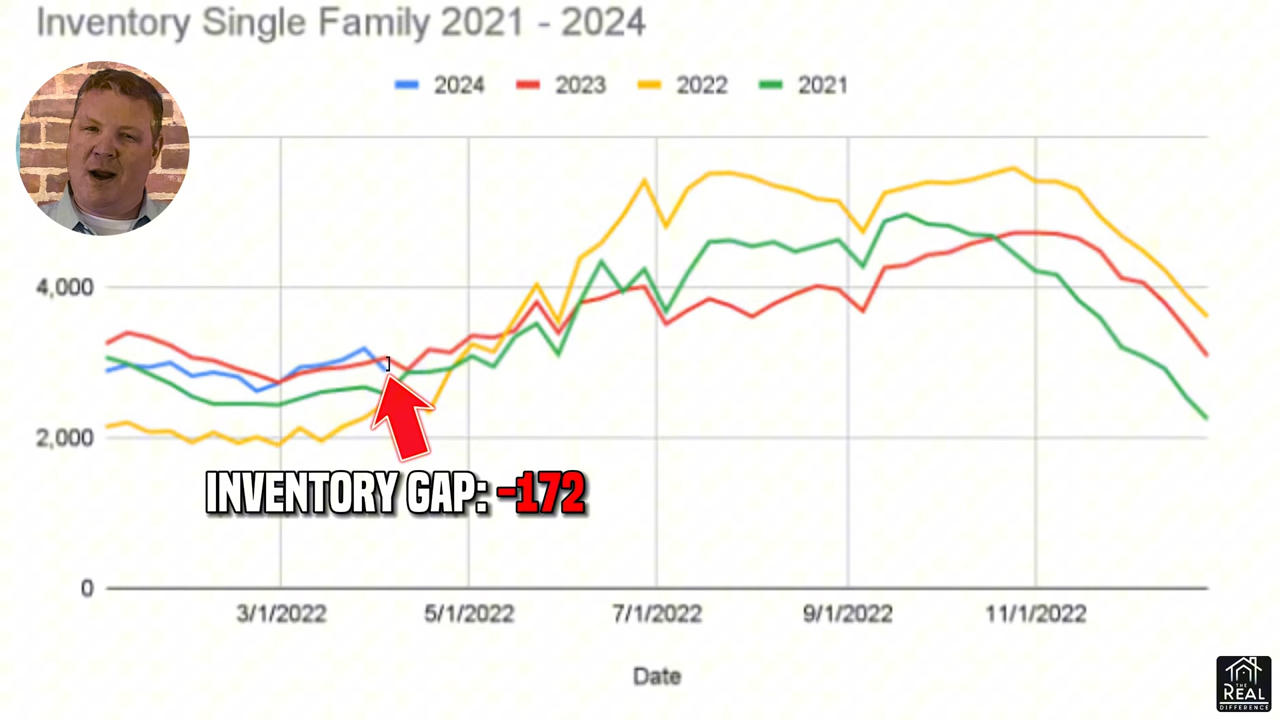 Inventory Single Family 2021 - 2024
2024 2023 2022 2021
4,000
2,000
INVENTORY GAP: -172
0
3/1/2022 5/1/2022 7/1/2022 9/1/2022 11/1/2022
Date
THE
REAL
DIFFERENCE